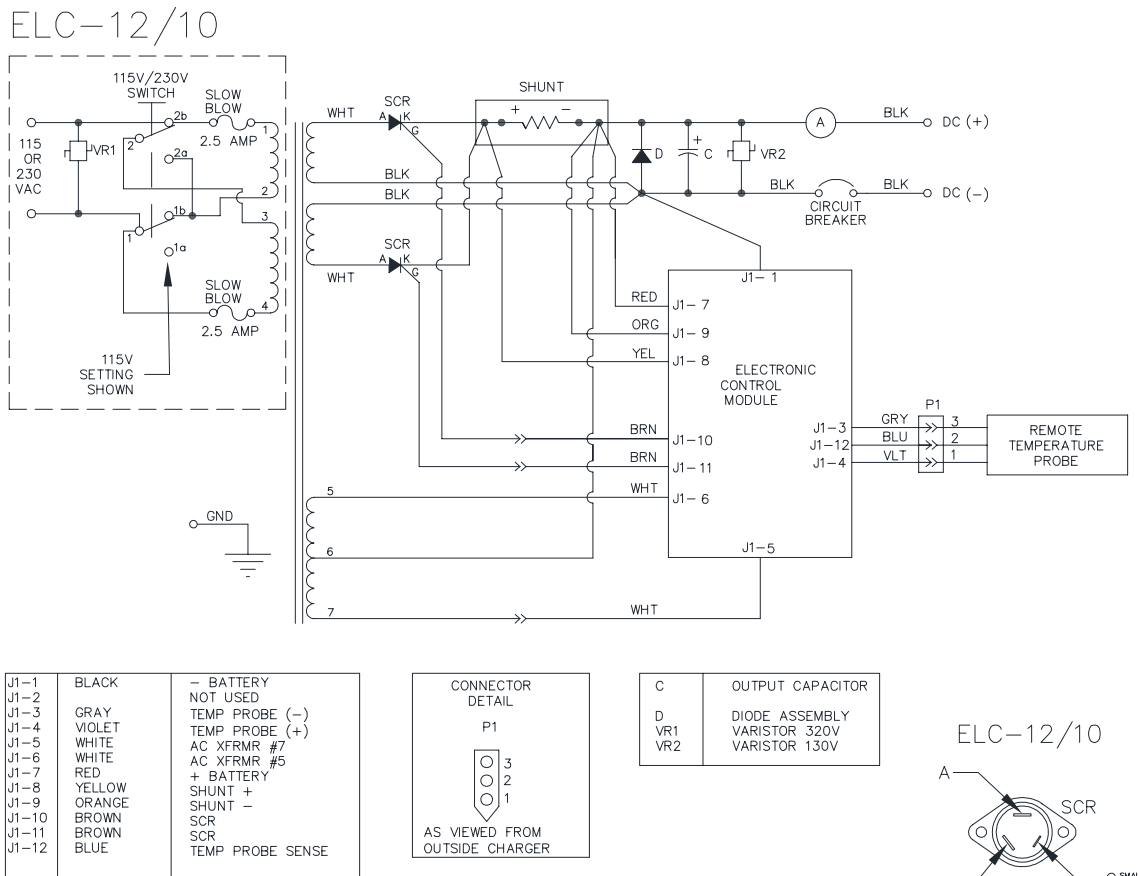 ELC-12/10
115V/230V
SWITCH
SLOW
BLOW
2.5 AMP
2b
2
2a
1
2
115
OR
230
VAC
VR1
1b
1
1a
3
4
SLOW
BLOW
2.5 AMP
115V
SETTING
SHOWN
WHT
SCR
A K
G
SHUNT
+ -
BLK
BLK
SCR
A K
G
WHT
D
+
C
VR2
A
BLK
DC (+)
BLK
BLK
DC (-)
CIRCUIT
BREAKER
J1- 1
RED
J1- 7
ORG
J1- 9
YEL
J1- 8
ELECTRONIC
CONTROL
MODULE
BRN
J1-10
BRN
J1- 11
WHT
J1- 6
J1-3
GRY
J1-12
BLU
J1-4
VLT
P1
3
2
1
REMOTE
TEMPERATURE
PROBE
J1-5
5
6
7
WHT
GND
J1-1 BLACK - BATTERY
J1-2 NOT USED
J1-3 GRAY TEMP PROBE (-)
J1-4 VIOLET TEMP PROBE (+)
J1-5 WHITE AC XFRMR #7
J1-6 WHITE AC XFRMR #5
J1-7 RED + BATTERY
J1-8 YELLOW SHUNT +
J1-9 ORANGE SHUNT -
J1-10 BROWN SCR
J1-11 BROWN SCR
J1-12 BLUE TEMP PROBE SENSE
CONNECTOR
DETAIL
P1
3
2
1
AS VIEWED FROM
OUTSIDE CHARGER
C OUTPUT CAPACITOR
D DIODE ASSEMBLY
VR1 VARISTOR 320V
VR2 VARISTOR 130V
ELC-12/10
A
SCR